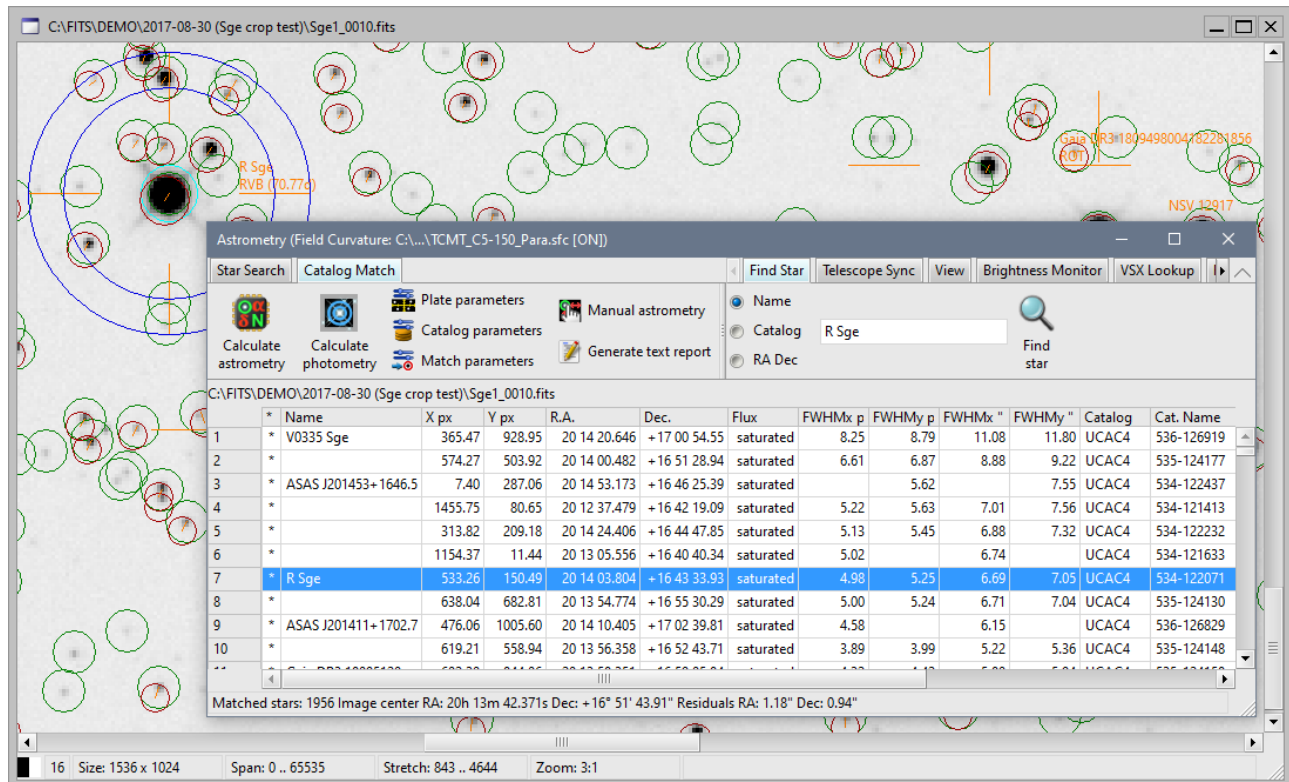 C:\FITS\DEMO\2017-08-30 (Sge crop test)\Sge1_0010.fits
R Sge
RVB (70.77d)
Gaia DR3 1809498004182281856
ROT
NSV 12917
Astrometry (Field Curvature: C:\...\TCMT_C5-150_Para.sfc [ON])
Star Search Catalog Match Find Star Telescope Sync View Brightness Monitor VSX Lookup
Calculate astrometry
Calculate photometry
Plate parameters
Catalog parameters
Match parameters
Manual astrometry
Generate text report
Name
Catalog
RA Dec
R Sge
Find star
C:\FITS\DEMO\2017-08-30 (Sge crop test)\Sge1_0010.fits
* Name X px Y px R.A. Dec. Flux FWHMx p FWHMy p FWHMx " FWHMy " Catalog Cat. Name
1 * V0335 Sge 365.47 928.95 20 14 20.646 +17 00 54.55 saturated 8.25 8.79 11.08 11.80 UCAC4 536-126919
2 * 574.27 503.92 20 14 00.482 +16 51 28.94 saturated 6.61 6.87 8.88 9.22 UCAC4 535-124177
3 * ASAS J201453+1646.5 7.40 287.06 20 14 53.173 +16 46 25.39 saturated 5.62 7.55 UCAC4 534-122437
4 * 1455.75 80.65 20 12 37.479 +16 42 19.09 saturated 5.22 5.63 7.01 7.56 UCAC4 534-121413
5 * 313.82 209.18 20 14 24.406 +16 44 47.85 saturated 5.13 5.45 6.88 7.32 UCAC4 534-122232
6 * 1154.37 11.44 20 13 05.556 +16 40 40.34 saturated 5.02 6.74 UCAC4 534-121633
7 * R Sge 533.26 150.49 20 14 03.804 +16 43 33.93 saturated 4.98 5.25 6.69 7.05 UCAC4 534-122071
8 * 638.04 682.81 20 13 54.774 +16 55 30.29 saturated 5.00 5.24 6.71 7.04 UCAC4 535-124130
9 * ASAS J201411+1702.7 476.06 1005.60 20 14 10.405 +17 02 39.81 saturated 4.58 6.15 UCAC4 536-126829
10 * 619.21 558.94 20 13 56.358 +16 52 43.71 saturated 3.89 3.99 5.22 5.36 UCAC4 535-124148
Matched stars: 1956 Image center RA: 20h 13m 42.371s Dec: +16° 51' 43.91" Residuals RA: 1.18" Dec: 0.94"
16 Size: 1536 x 1024 Span: 0 .. 65535 Stretch: 843 .. 4644 Zoom: 3:1